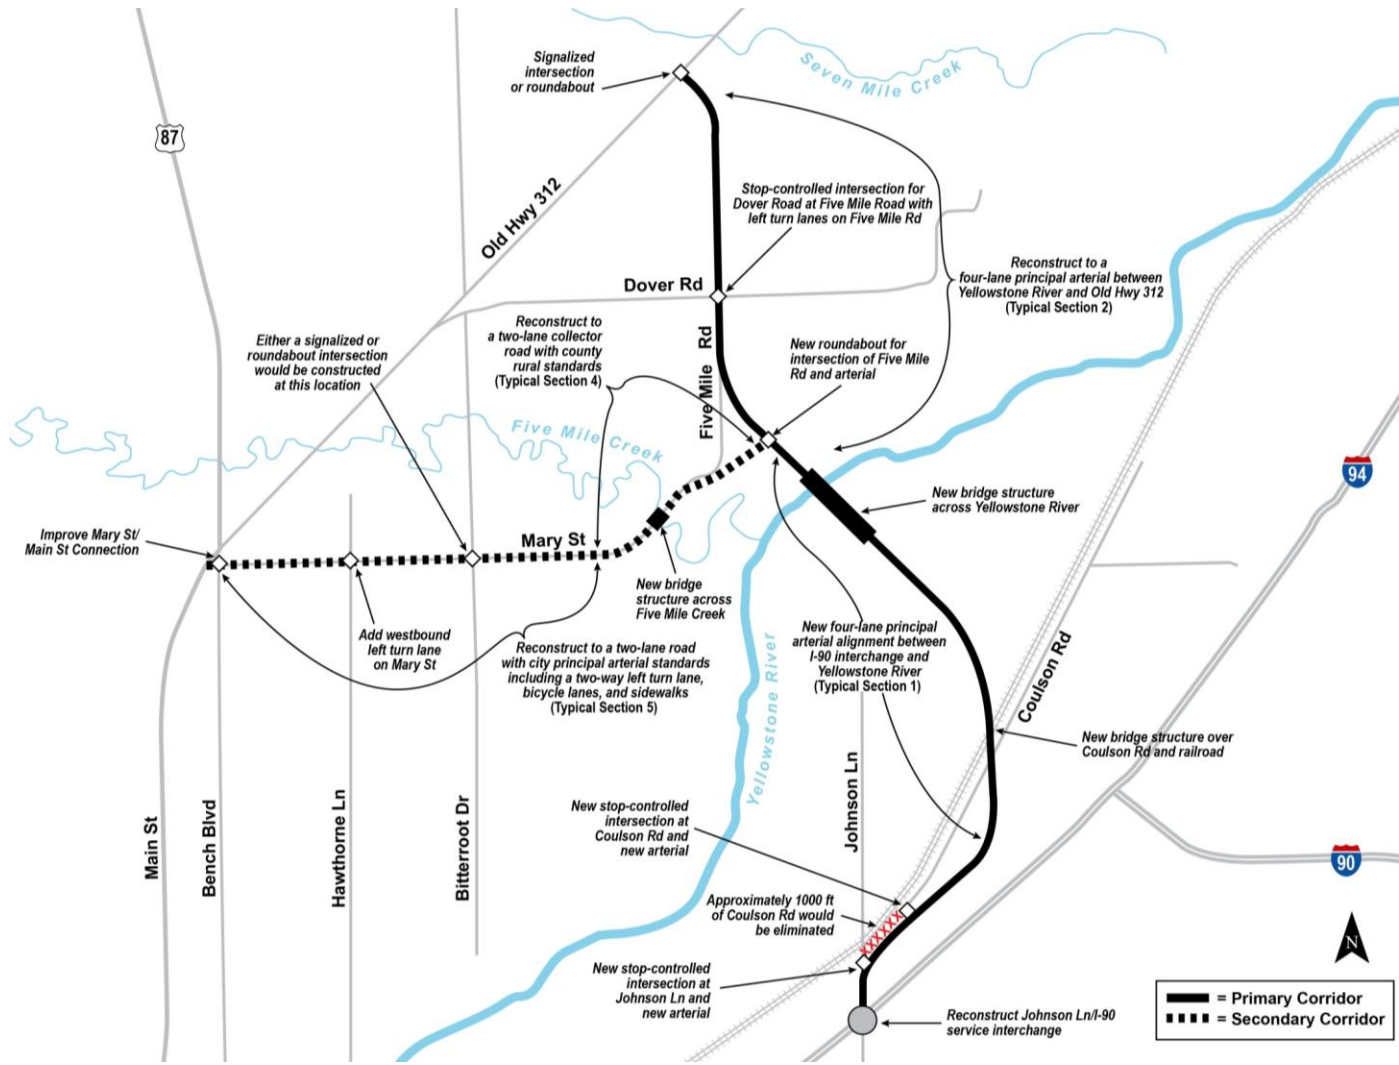 Signalized
intersection
or roundabout
Seven Mile Creek
87
Old Hwy 312
Stop-controlled intersection for
Dover Road at Five Mile Road with
left turn lanes on Five Mile Rd
Dover Rd
Reconstruct to a
four-lane principal arterial between
Yellowstone River and Old Hwy 312
(Typical Section 2)
Reconstruct to
a two-lane collector
road with county
rural standards
(Typical Section 4)
Either a signalized or
roundabout intersection
would be constructed
at this location
Five Mile Rd
New roundabout for
intersection of Five Mile
Rd and arterial
Five Mile Creek
94
New bridge structure
across Yellowstone River
Improve Mary St/
Main St Connection
Mary St
New bridge
structure across
Five Mile Creek
Add westbound
left turn lane
on Mary St
Reconstruct to a two-lane road
with city principal arterial standards
including a two-way left turn lane,
bicycle lanes, and sidewalks
(Typical Section 5)
Yellowstone River
New four-lane principal
arterial alignment between
I-90 interchange and
Yellowstone River
(Typical Section 1)
Coulson Rd
New bridge structure over
Coulson Rd and railroad
Main St
Bench Blvd
Hawthorne Ln
Bitterroot Dr
Johnson Ln
New stop-controlled
intersection at
Coulson Rd and
new arterial
90
Approximately 1000 ft
of Coulson Rd would
be eliminated
XXXXXX
N
New stop-controlled
intersection at
Johnson Ln and
new arterial
Reconstruct Johnson Ln/I-90
service interchange
= Primary Corridor
= Secondary Corridor